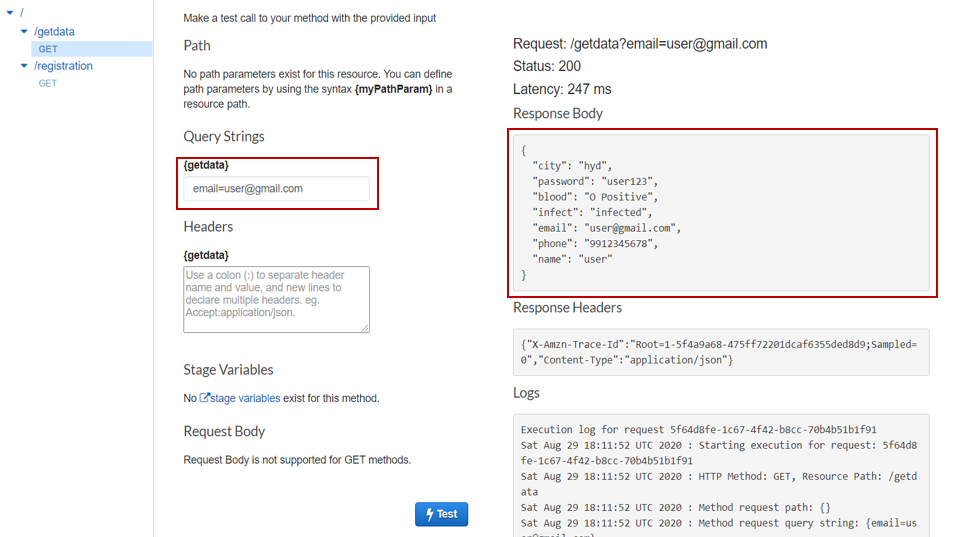 /
/getdata
GET
/registration
GET
Make a test call to your method with the provided input
Path
No path parameters exist for this resource. You can define
path parameters by using the syntax {myPathParam} in a
resource path.
Query Strings
{getdata}
email=user@gmail.com
Headers
{getdata}
Use a colon (:) to separate header
name and value, and new lines to
declare multiple headers. eg.
Accept:application/json.
Stage Variables
No stage variables exist for this method.
Request Body
Request Body is not supported for GET methods.
Test
Request: /getdata?email=user@gmail.com
Status: 200
Latency: 247 ms
Response Body
{
"city": "hyd",
"password": "user123",
"blood": "O Positive",
"infect": "infected",
"email": "user@gmail.com",
"phone": "9912345678",
"name": "user"
}
Response Headers
{"X-Amzn-Trace-Id":"Root=1-5f4a9a68-475ff72201dcaf6355ded8d9;Sampled=
0","Content-Type":"application/json"}
Logs
Execution log for request 5f64d8fe-1c67-4f42-b8cc-70b4b51b1f91
Sat Aug 29 18:11:52 UTC 2020 : Starting execution for request: 5f64d8
fe-1c67-4f42-b8cc-70b4b51b1f91
Sat Aug 29 18:11:52 UTC 2020 : HTTP Method: GET, Resource Path: /getd
ata
Sat Aug 29 18:11:52 UTC 2020 : Method request path: {}
Sat Aug 29 18:11:52 UTC 2020 : Method request query string: {email=us
er@gmail.com}